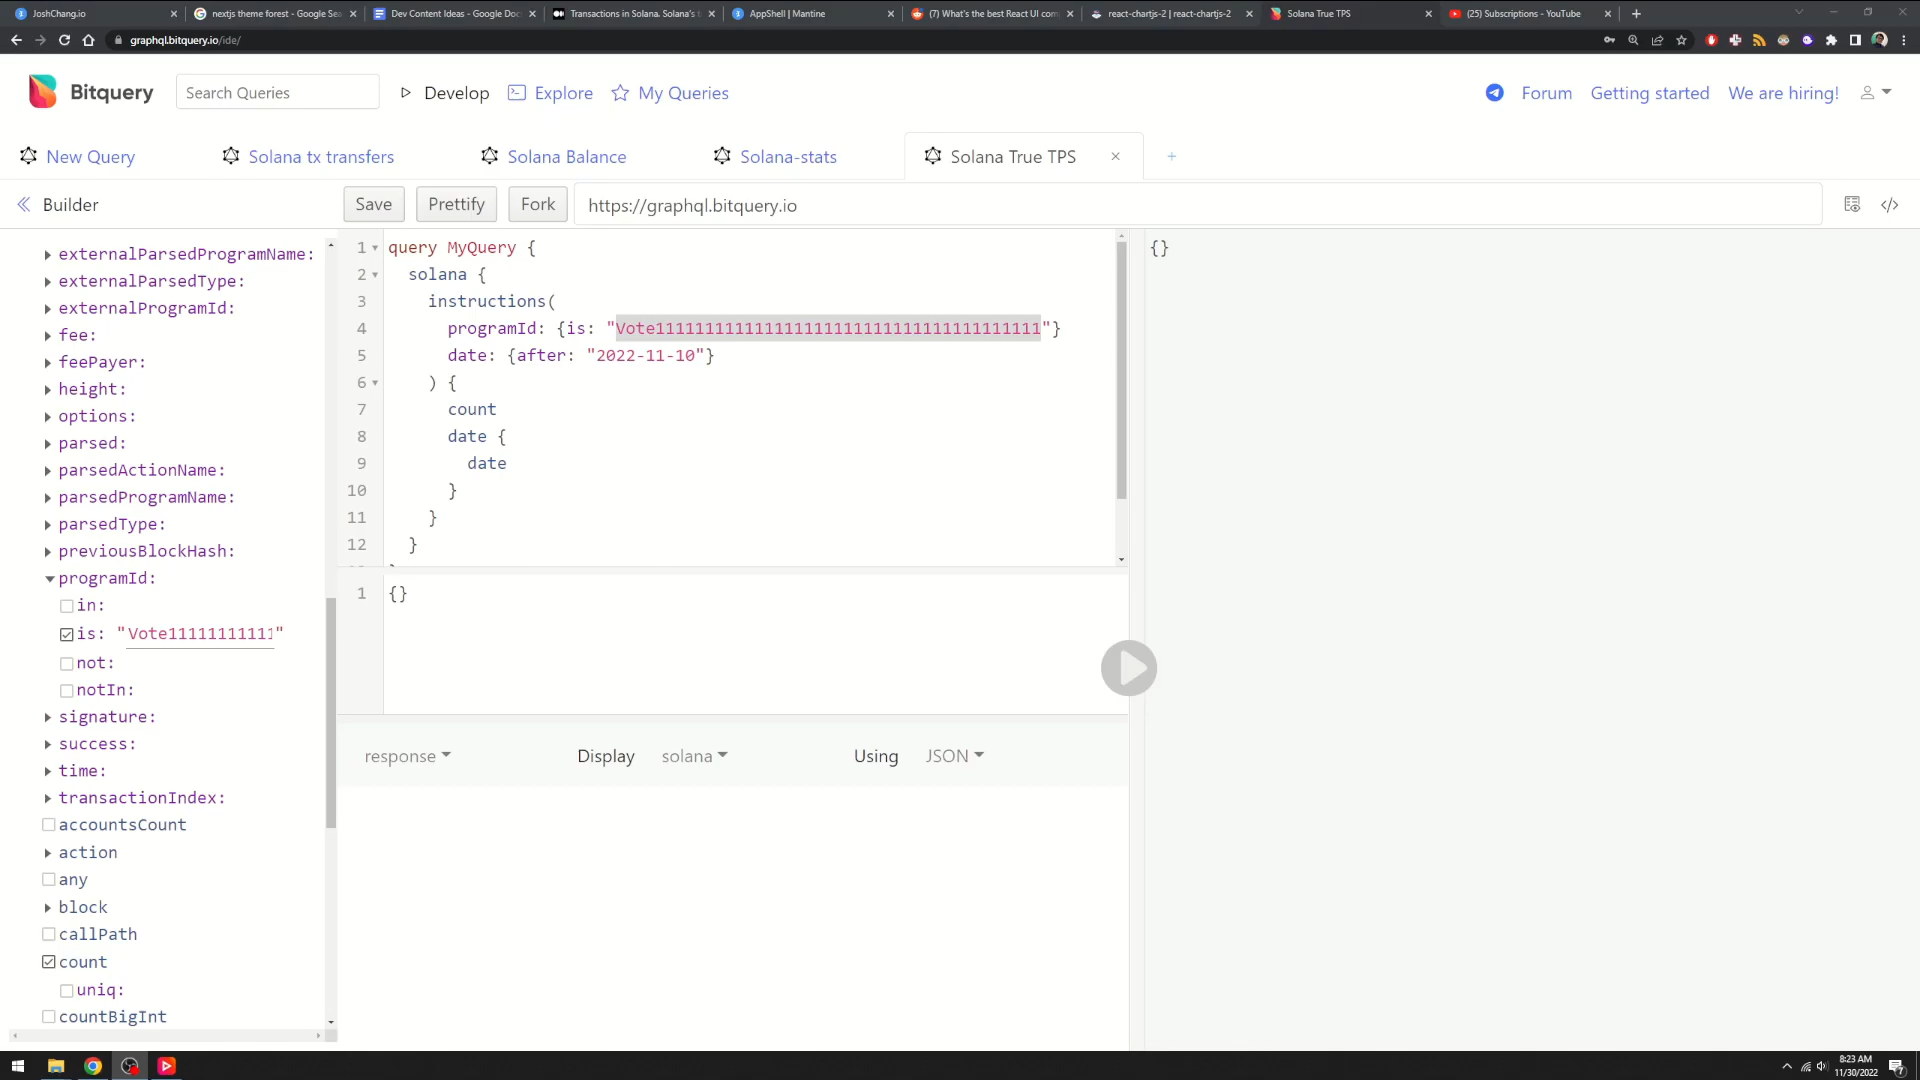 JoshChang.io
nextjs theme forest - Google Sea
Dev Content Ideas - Google Doc
Transactions in Solana. Solana's t
AppShell | Mantine
(7) What's the best React UI com
react-chartjs-2 | react-chartjs-2
Solana True TPS
(25) Subscriptions - YouTube
graphql.bitquery.io/ide/
Bitquery
Search Queries
Develop
Explore
My Queries
Forum
Getting started
We are hiring!
New Query
Solana tx transfers
Solana Balance
Solana-stats
Solana True TPS
Builder
Save
Prettify
Fork
https://graphql.bitquery.io
externalParsedProgramName:
externalParsedType:
externalProgramId:
fee:
feePayer:
height:
options:
parsed:
parsedActionName:
parsedProgramName:
parsedType:
previousBlockHash:
programId:
in:
is: "Vote11111111111"
not:
notIn:
signature:
success:
time:
transactionIndex:
accountsCount
action
any
block
callPath
count
uniq:
countBigInt
1 query MyQuery {
2 solana {
3 instructions(
4 programId: {is: "Vote111111111111111111111111111111111111111"}
5 date: {after: "2022-11-10"}
6 ) {
7 count
8 date {
9 date
10 }
11 }
12 }
1 {}
{}
response
Display
solana
Using
JSON
8:23 AM
11/30/2022